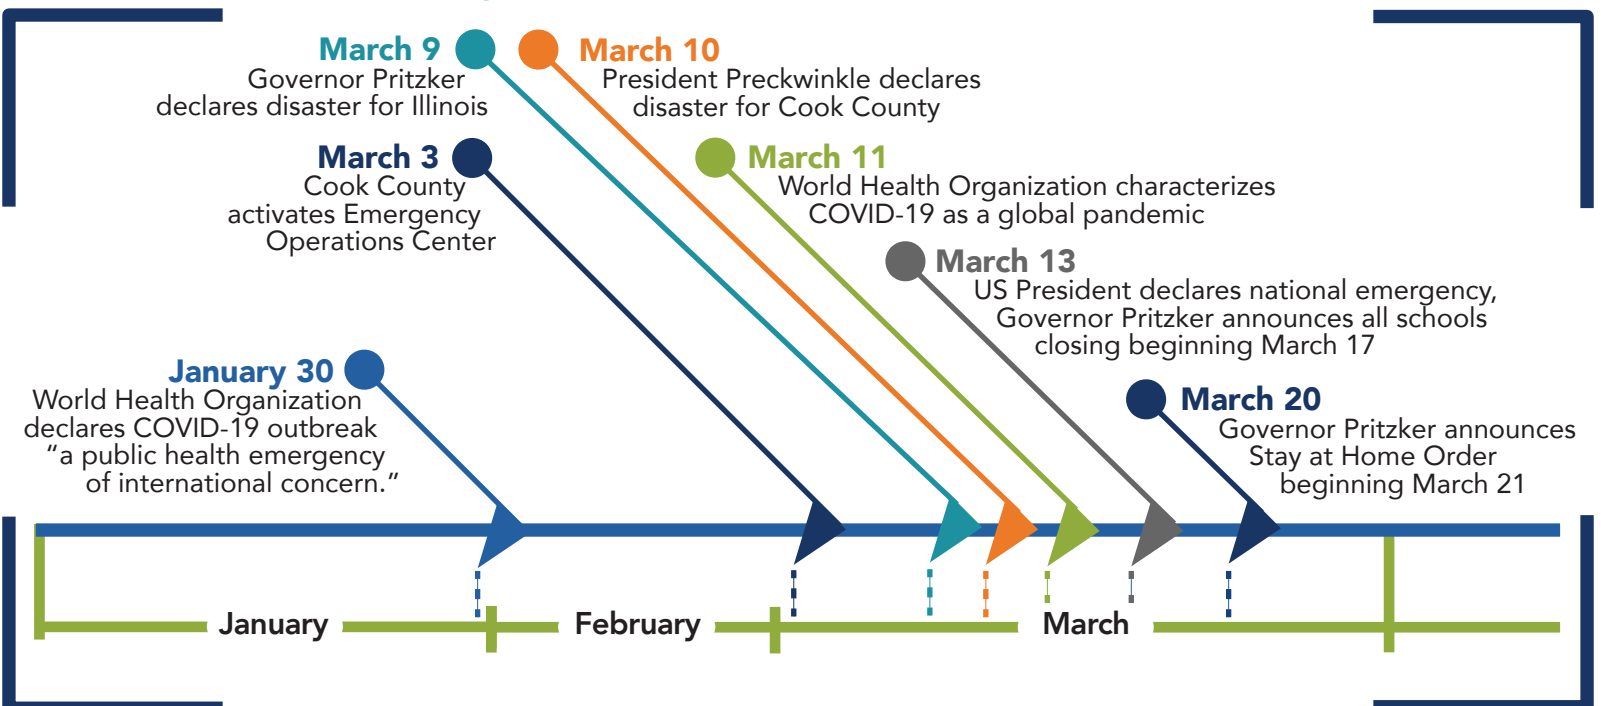 March 9
Governor Pritzker
declares disaster for Illinois
March 10
President Preckwinkle declares
disaster for Cook County
March 3
Cook County
activates Emergency
Operations Center
March 11
World Health Organization characterizes
COVID-19 as a global pandemic
March 13
US President declares national emergency,
Governor Pritzker announces all schools
closing beginning March 17
January 30
World Health Organization
declares COVID-19 outbreak
“a public health emergency
of international concern.”
March 20
Governor Pritzker announces
Stay at Home Order
beginning March 21
January
February
March